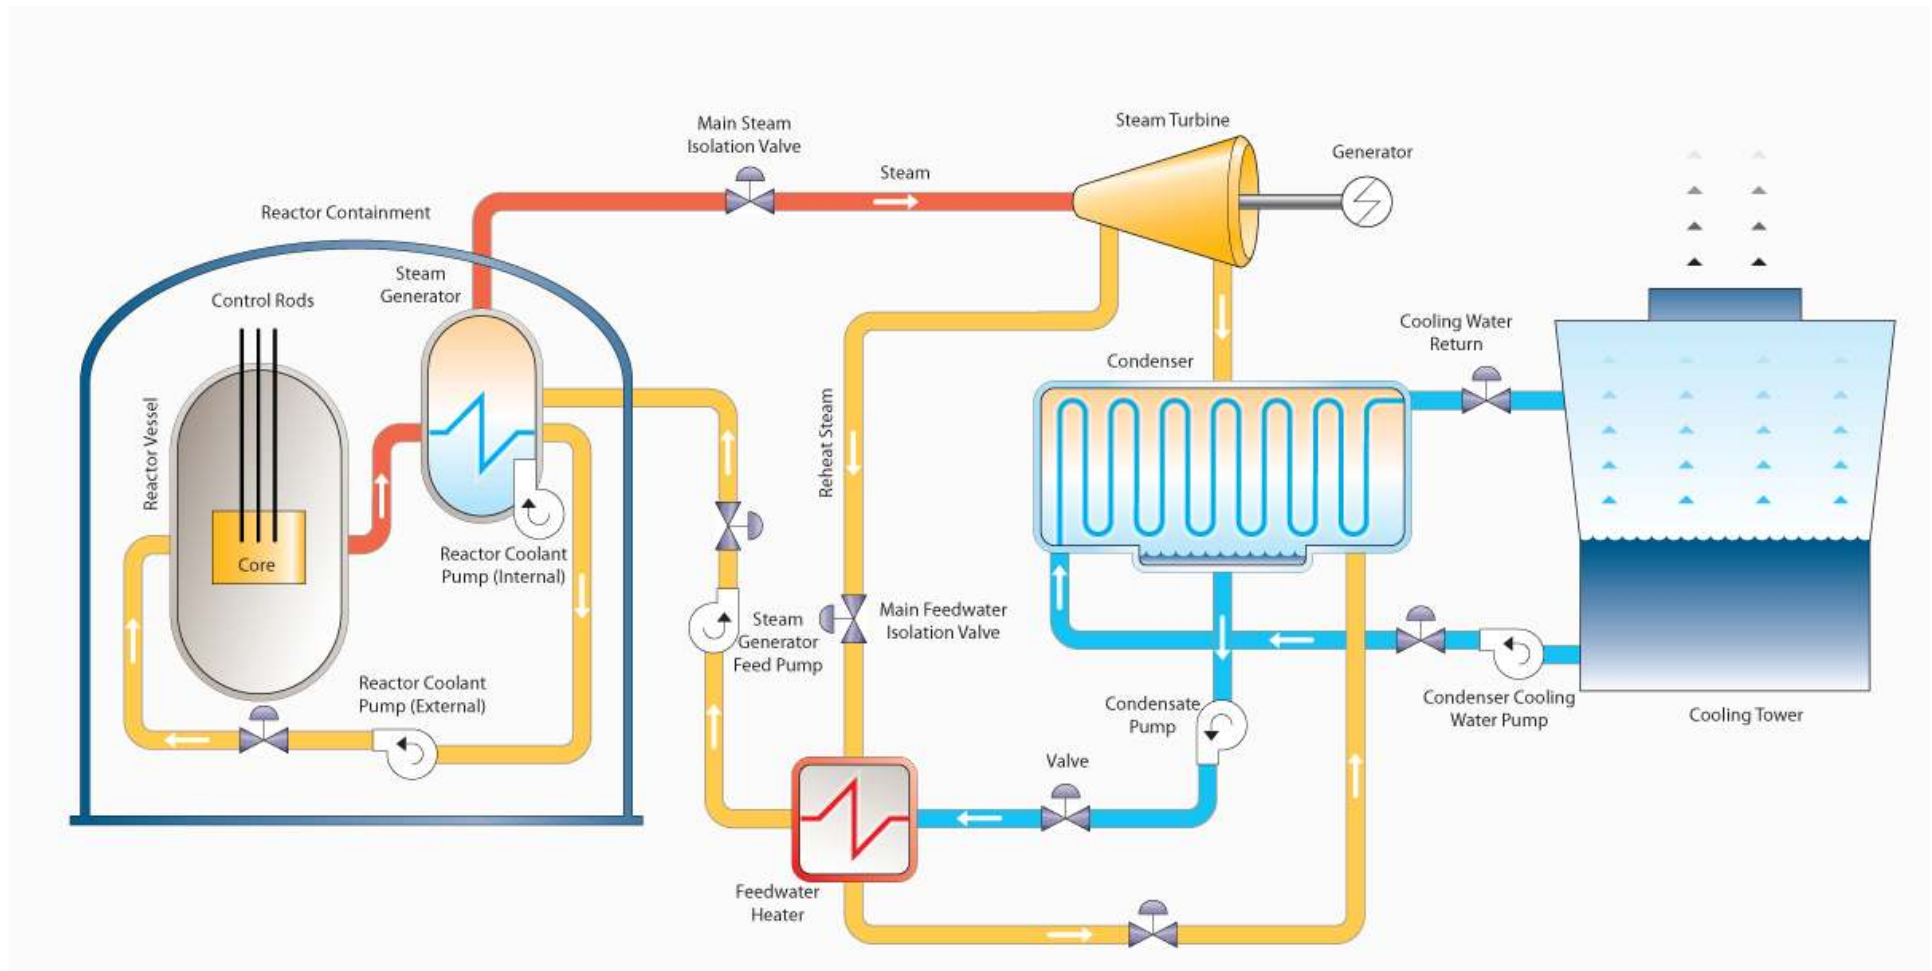 Main Steam
Isolation Valve
Steam
Steam Turbine
Generator
Reactor Containment
Steam
Generator
Control Rods
Reactor Vessel
Core
Reactor Coolant
Pump (Internal)
Reactor Coolant
Pump (External)
Steam
Generator
Feed Pump
Reheat Steam
Main Feedwater
Isolation Valve
Condenser
Cooling Water
Return
Condensate
Pump
Valve
Condenser Cooling
Water Pump
Cooling Tower
Feedwater
Heater